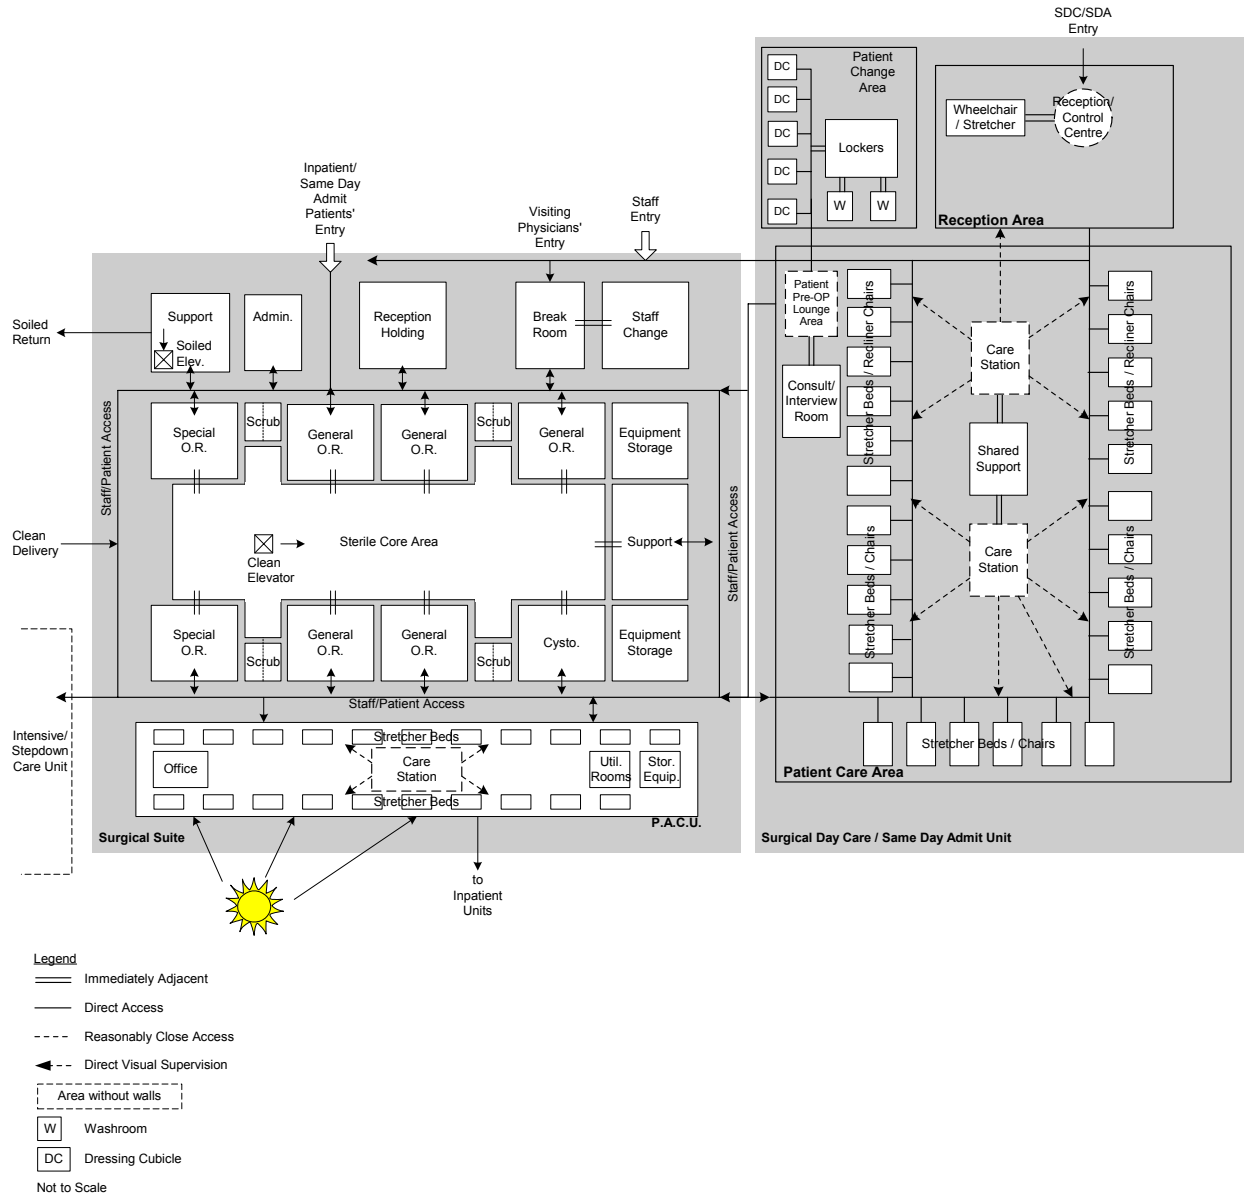 SDC/SDA
Entry
Patient
Change
Area
DC
DC
DC
DC
DC
Lockers
W
W
Wheelchair
/ Stretcher
Reception/
Control
Centre
Reception Area
Inpatient/
Same Day
Admit
Patients'
Entry
Visiting
Physicians'
Entry
Staff
Entry
Soiled
Return
Support
Soiled
Elev.
Admin.
Reception
Holding
Break
Room
Staff
Change
Patient
Pre-OP
Lounge
Area
Consult/
Interview
Room
Stretcher Beds / Recliner Chairs
Care
Station
Stretcher Beds / Recliner Chairs
Shared
Support
Stretcher Beds / Chairs
Care
Station
Stretcher Beds / Chairs
Stretcher Beds / Chairs
Patient Care Area
Surgical Day Care / Same Day Admit Unit
Staff/Patient Access
Special
O.R.
Scrub
General
O.R.
General
O.R.
Scrub
General
O.R.
Equipment
Storage
Clean
Delivery
Clean
Elevator
Sterile Core Area
Support
Staff/Patient Access
Special
O.R.
Scrub
General
O.R.
General
O.R.
Scrub
Cysto.
Equipment
Storage
Staff/Patient Access
Intensive/
Stepdown
Care Unit
Stretcher Beds
Office
Care
Station
Util.
Rooms
Stor.
Equip.
Stretcher Beds
P.A.C.U.
Surgical Suite
to
Inpatient
Units
Legend
Immediately Adjacent
Direct Access
Reasonably Close Access
Direct Visual Supervision
Area without walls
W Washroom
DC Dressing Cubicle
Not to Scale